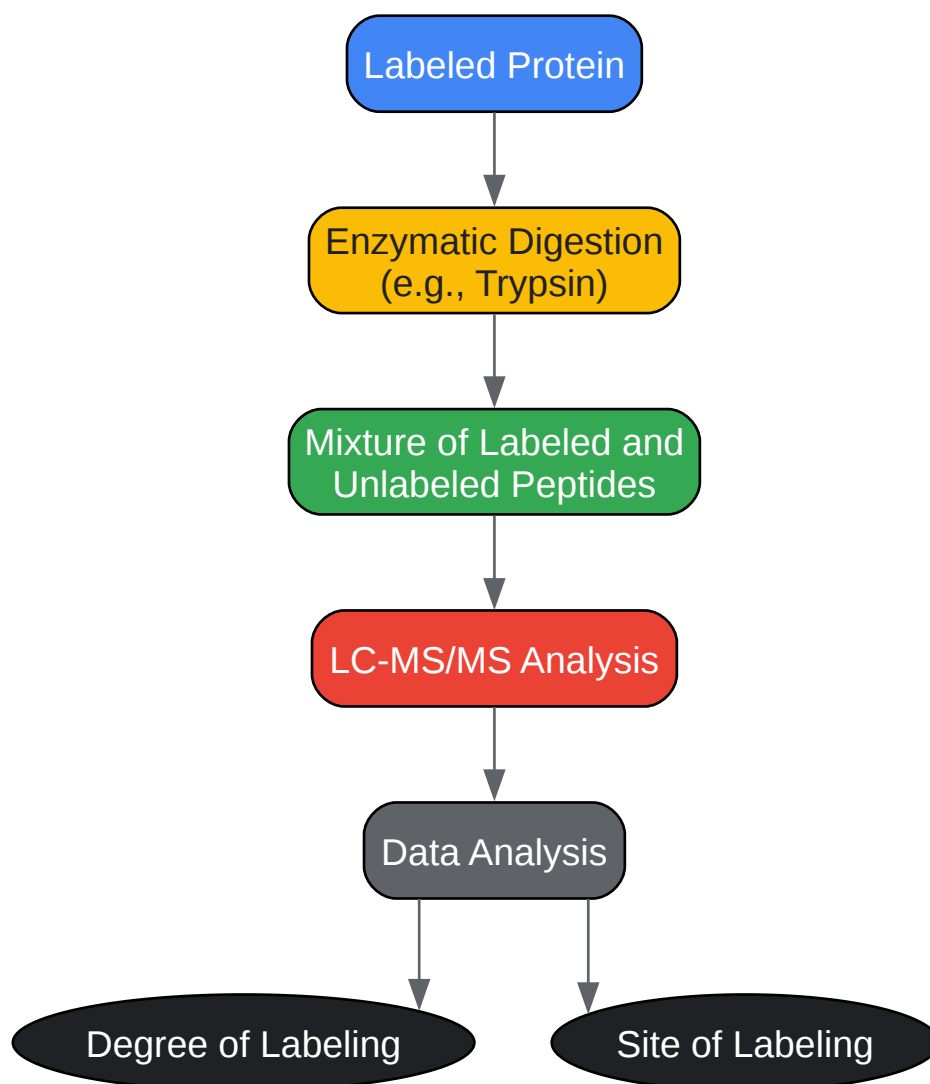 Labeled Protein
Enzymatic Digestion
(e.g., Trypsin)
Mixture of Labeled and
Unlabeled Peptides
LC-MS/MS Analysis
Data Analysis
Degree of Labeling
Site of Labeling